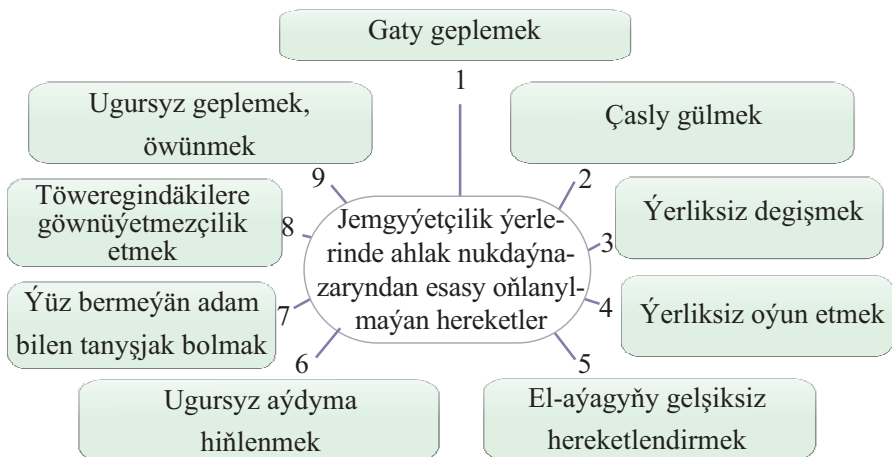 Gaty geplemek
1
Çasly gülmek
2
Ýerliksiz degişmek
3
Ýerliksiz oýun etmek
4
El-aýagyňy gelşiksiz
hereketlendirmek
5
Ugursyz aýdyma
hiňlenmek
6
Ýüz bermeýän adam
bilen tanyşjak bolmak
7
Töweregindäkilere
göwnüýetmezçilik
etmek
8
Ugursyz geplemek,
öwünmek
9
Jemgyýetçilik ýerle-
rinde ahlak nukdaýna-
zaryndan esasy oňlanyl-
maýan hereketler